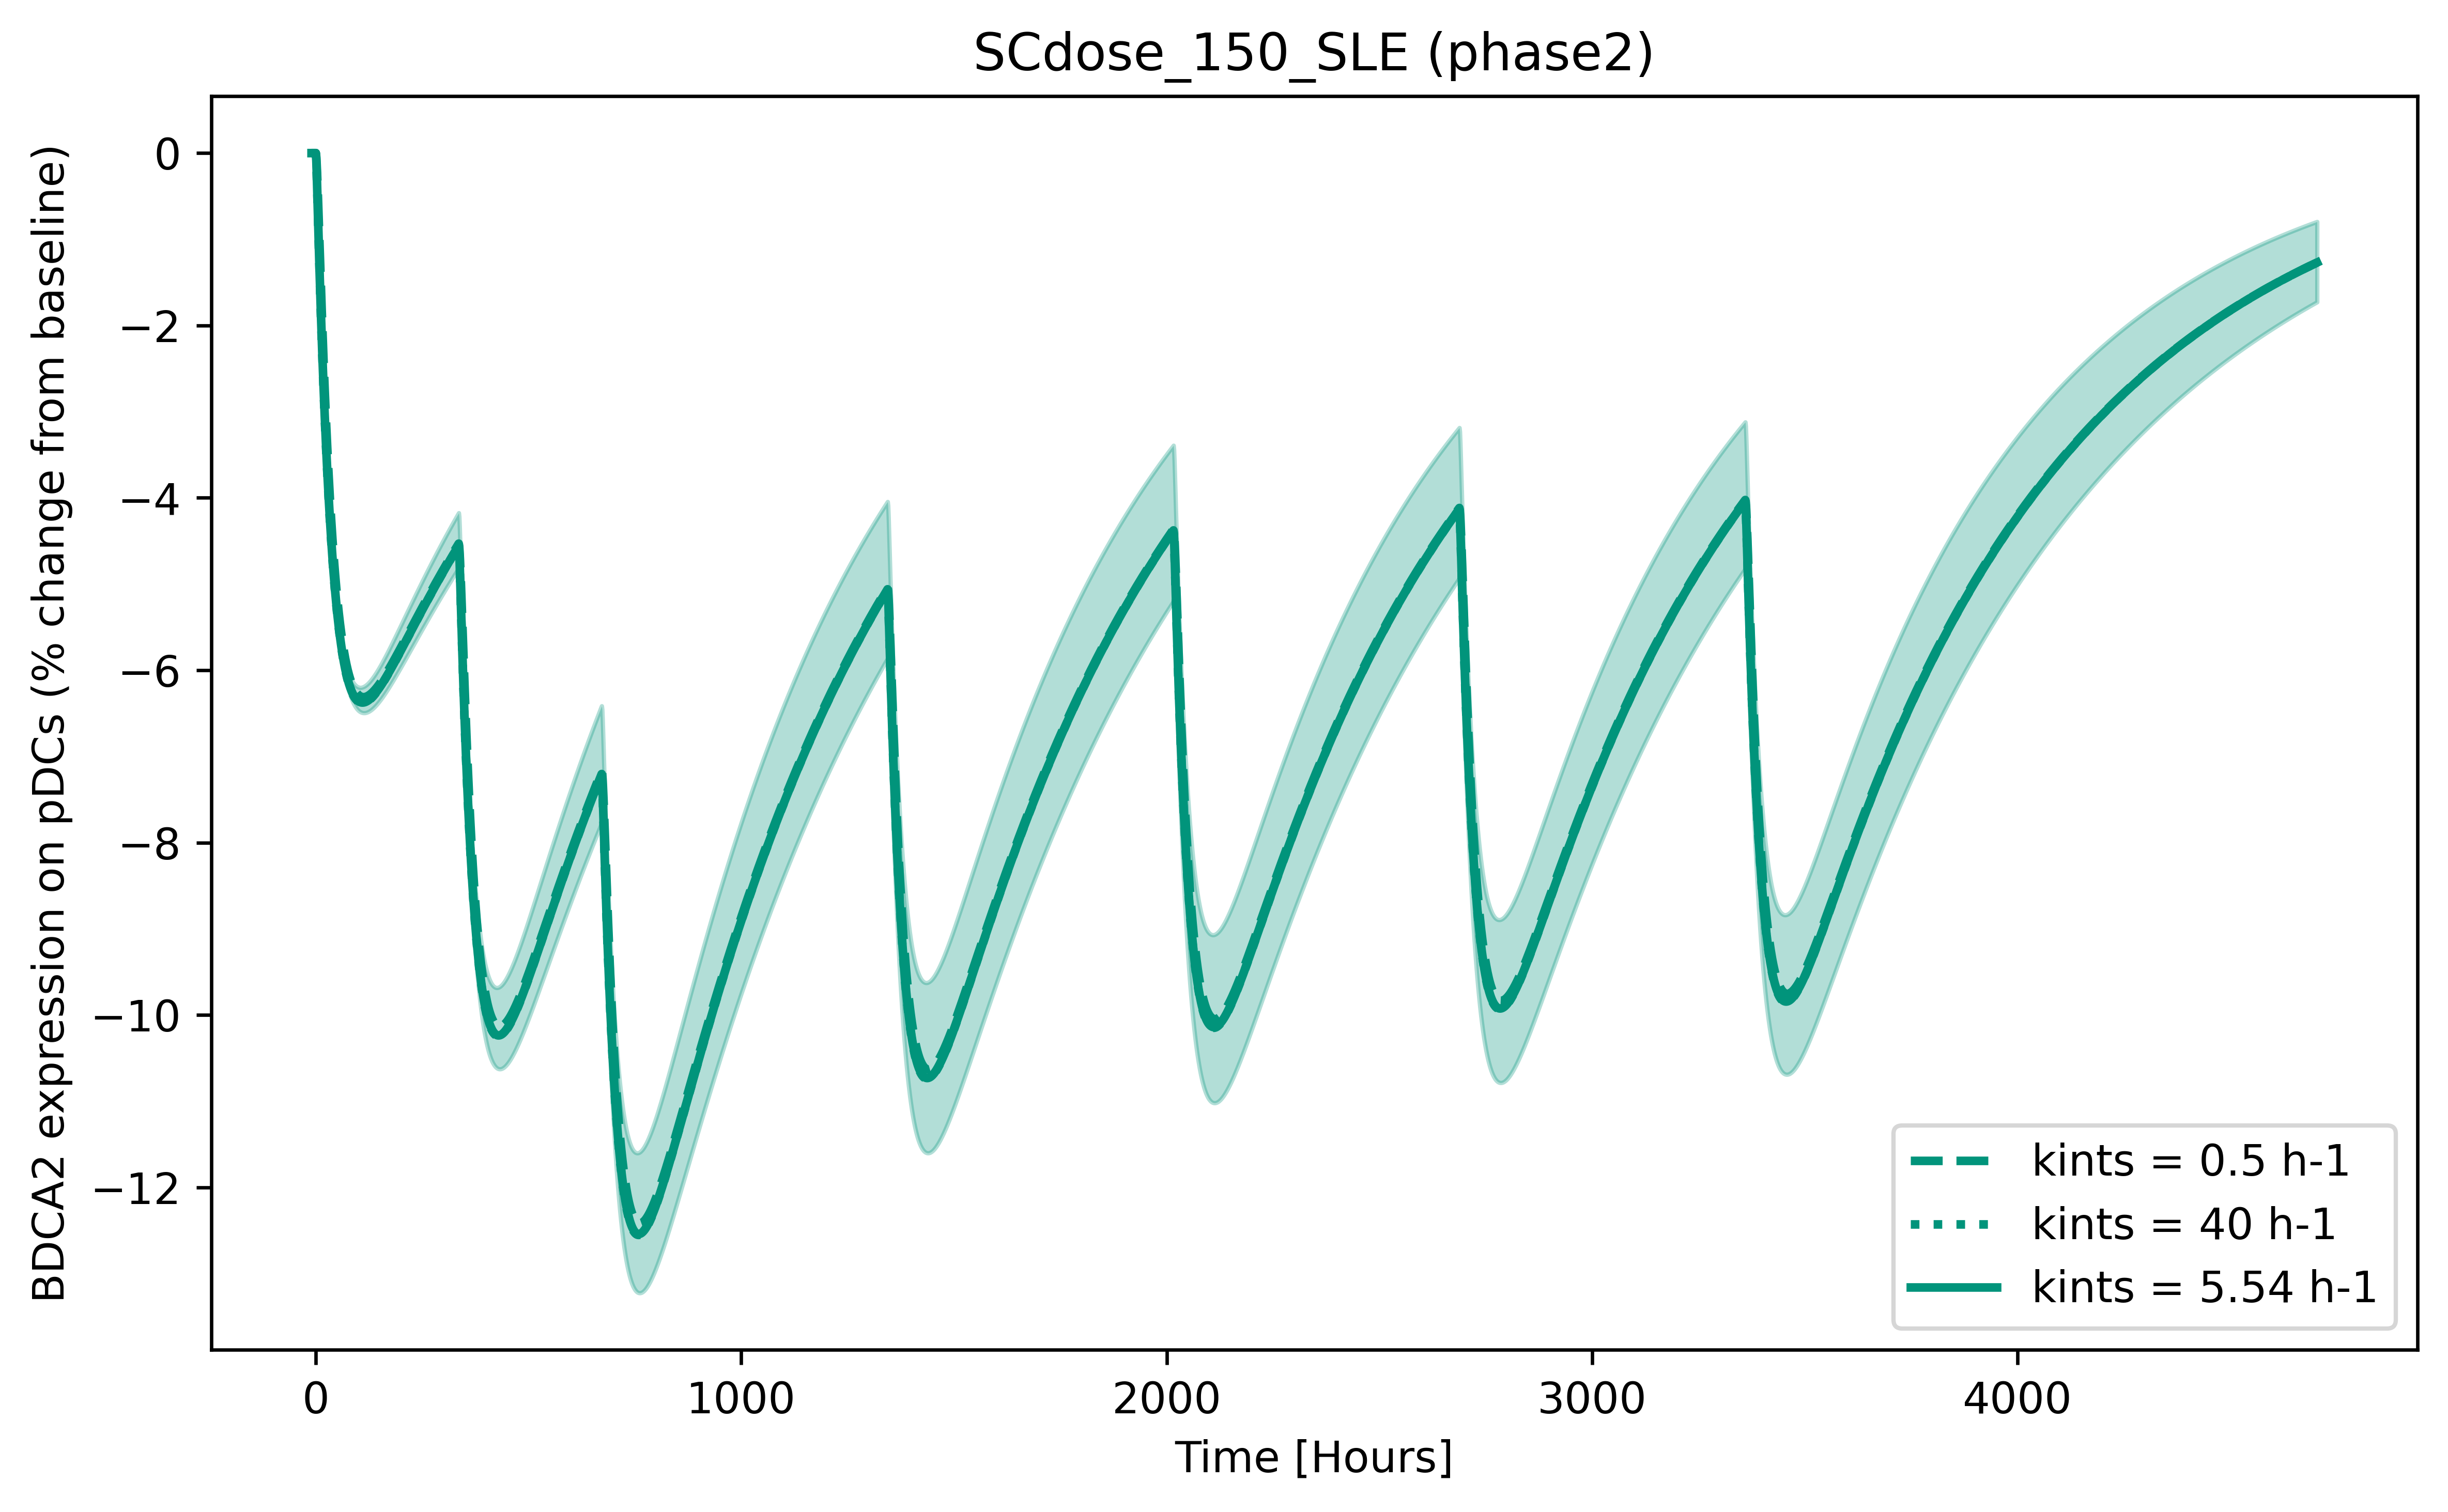 SCdose_150_SLE (phase2)
BDCA2 expression on pDCs (% change from baseline)
0
−2
−4
−6
−8
−10
−12
kints = 0.5 h-1
kints = 40 h-1
kints = 5.54 h-1
0
1000
2000
3000
4000
Time [Hours]